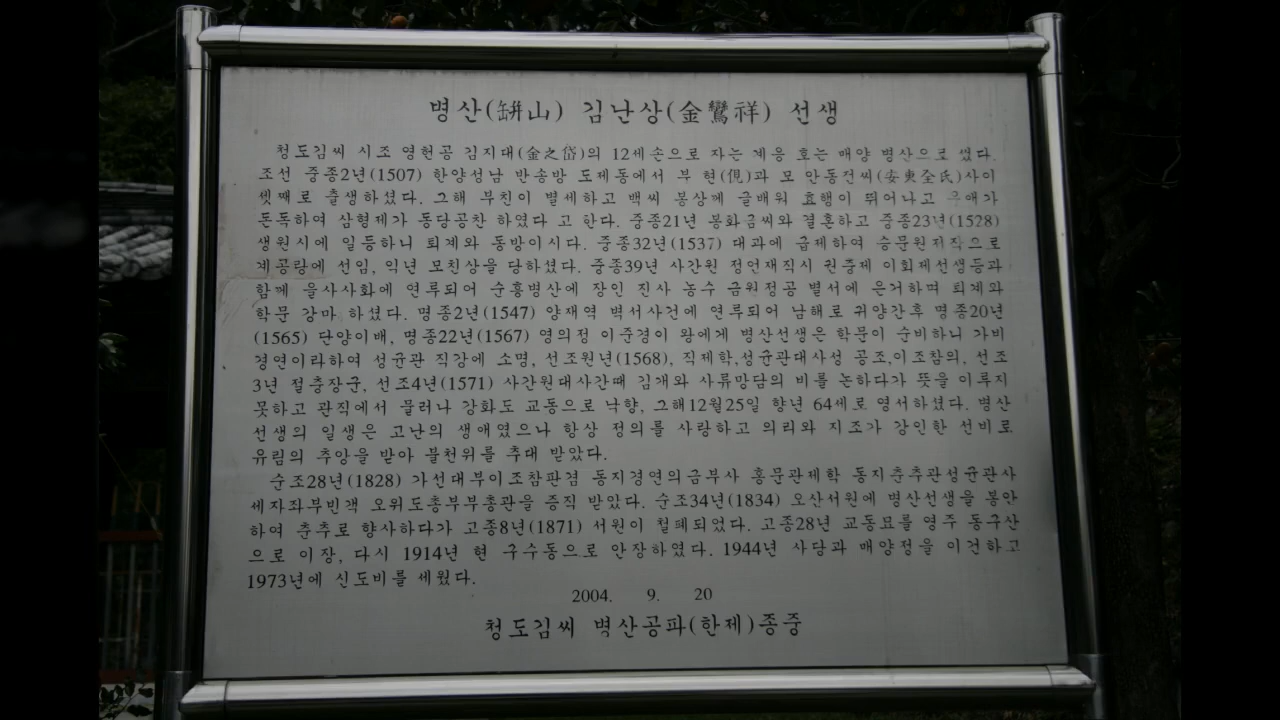 병산(缾山) 김난상(金鸞祥) 선생
청도김씨 시조 영헌공 김지대(金之岱)의 12세손으로 자는 계응 호는 매양 병산으로 썼다.
조선 중종2년(1507) 한양성남 반송방 도제동에서 부 현(俔)과 모 안동전씨(安東全氏)사이
셋째로 출생하셨다. 그해 부친이 별세하고 백씨 봉상께 글배워 효행이 뛰어나고 우애가
돈독하여 삼형제가 동당공찬 하였다 고 한다. 중종21년 봉화금씨와 결혼하고 중종23년(1528)
생원시에 일등하니 퇴계와 동방이시다. 중종32년(1537) 대과에 급제하여 승문원저작으로
계공랑에 선임, 익년 모친상을 당하셨다. 중종39년 사간원 정언재직시 원충제 이회제선생등과
함께 을사사화에 연루되어 순흥병산에 장인 진사 농수 금원정공 별서에 은거하며 퇴계와
학문 강마 하셨다. 명종2년(1547) 양재역 벽서사건에 연루되어 남해로 귀양간후 명종20년
(1565) 단양이배, 명종22년(1567) 영의정 이준경이 왕에게 병산선생은 학문이 순비하니 가비
경연이라하여 성균관 직강에 소명, 선조원년(1568), 직제학,성균관대사성 공조,이조참의, 선조
3년 절충장군, 선조4년(1571) 사간원대사간때 김개와 사류망담의 비를 논하다가 뜻을 이루지
못하고 관직에서 물러나 강화도 교동으로 낙향, 그해12월25일 향년 64세로 영서하셨다. 병산
선생의 일생은 고난의 생애였으나 항상 정의를 사랑하고 의리와 지조가 강인한 선비로
유림의 추앙을 받아 불천위를 추대 받았다.
순조28년(1828) 가선대부이조참판겸 동지경연의금부사 홍문관제학 동지춘추관성균관사
세자좌부빈객 오위도총부부총관을 증직 받았다. 순조34년(1834) 오산서원에 병산선생을 봉안
하여 춘추로 향사하다가 고종8년(1871) 서원이 철폐되었다. 고종28년 교동묘를 영주 동구산
으로 이장, 다시 1914년 현 구수동으로 안장하였다. 1944년 사당과 매양정을 이건하고
1973년에 신도비를 세웠다.
2004. 9. 20
청도김씨 벽산공파(한제)종중